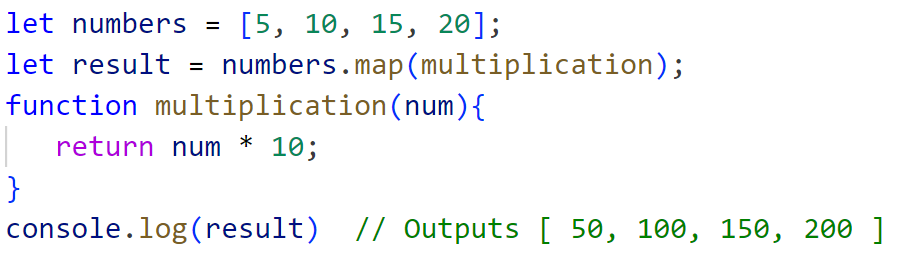 let numbers = [5, 10, 15, 20];
let result = numbers.map(multiplication);
function multiplication(num){
   return num * 10;
}
console.log(result)  // Outputs [ 50, 100, 150, 200 ]